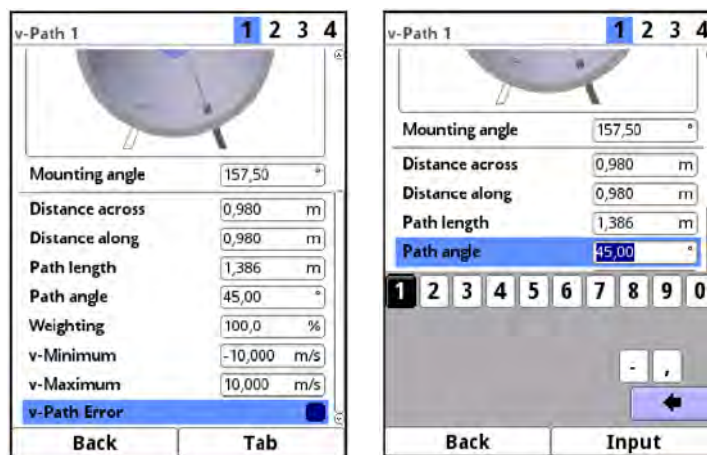 v-Path 1 1 2 3 4
Mounting angle 157,50 °
Distance across 0,980 m
Distance along 0,980 m
Path length 1,386 m
Path angle 45,00 °
Weighting 100,0 %
v-Minimum -10,000 m/s
v-Maximum 10,000 m/s
v-Path Error
Back Tab
v-Path 1 1 2 3 4
Mounting angle 157,50 °
Distance across 0,980 m
Distance along 0,980 m
Path length 1,386 m
Path angle 45,00 °
1 2 3 4 5 6 7 8 9 0
- ,
Back Input